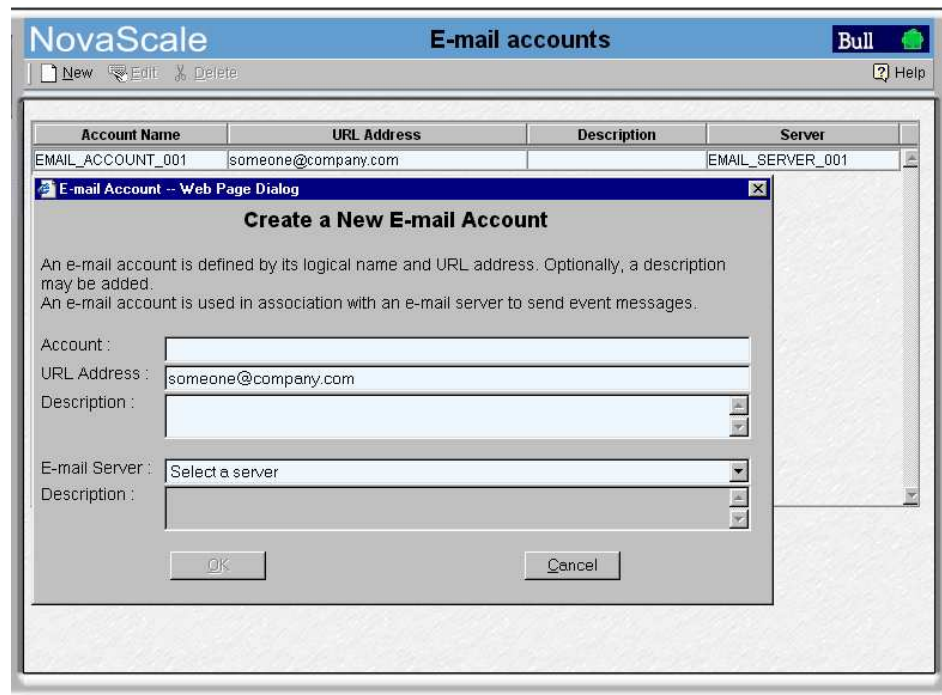 NovaScale E-mail accounts Bull
New Edit Delete Help
Account Name URL Address Description Server
EMAIL_ACCOUNT_001 someone@company.com EMAIL_SERVER_001
E-mail Account -- Web Page Dialog
Create a New E-mail Account
An e-mail account is defined by its logical name and URL address. Optionally, a description
may be added.
An e-mail account is used in association with an e-mail server to send event messages.
Account :
URL Address : someone@company.com
Description :
E-mail Server : Select a server
Description :
OK Cancel